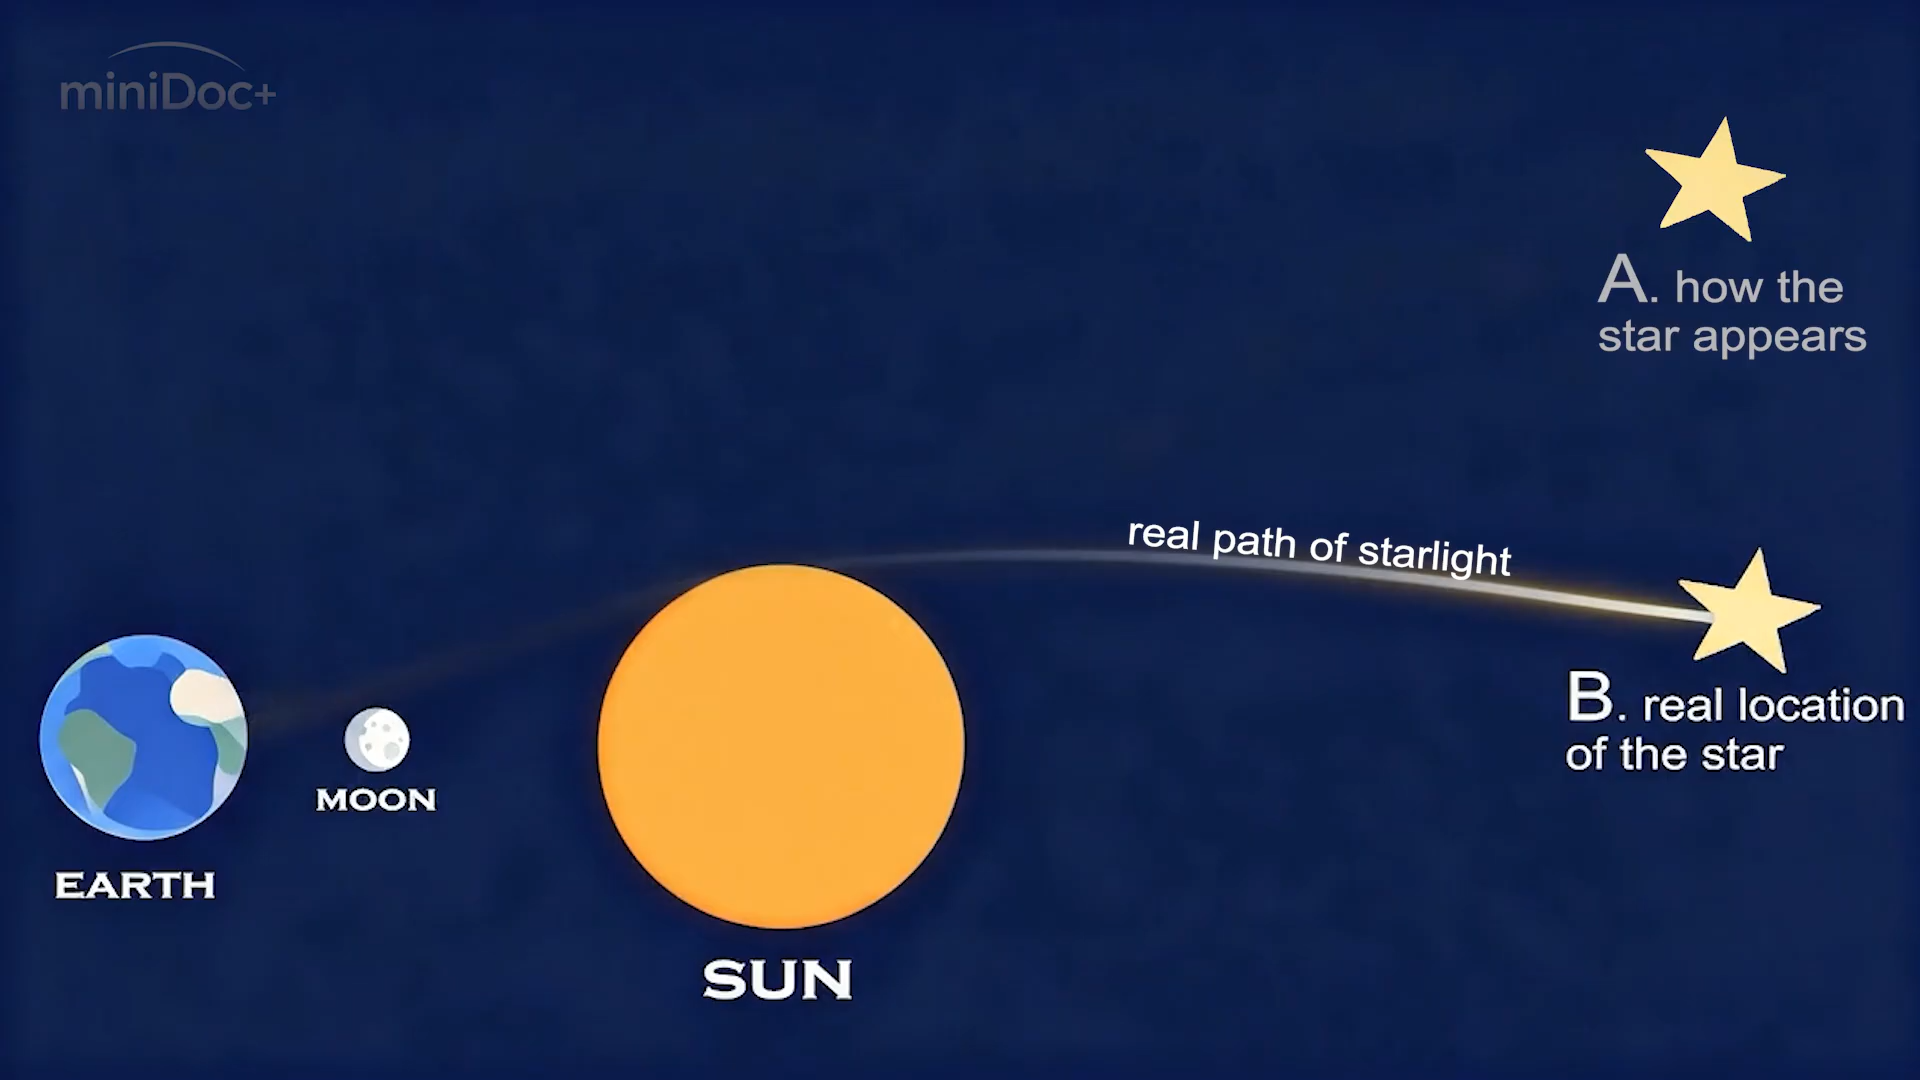 miniDoc+
A. how the
star appears
real path of starlight
B. real location
of the star
MOON
EARTH
SUN